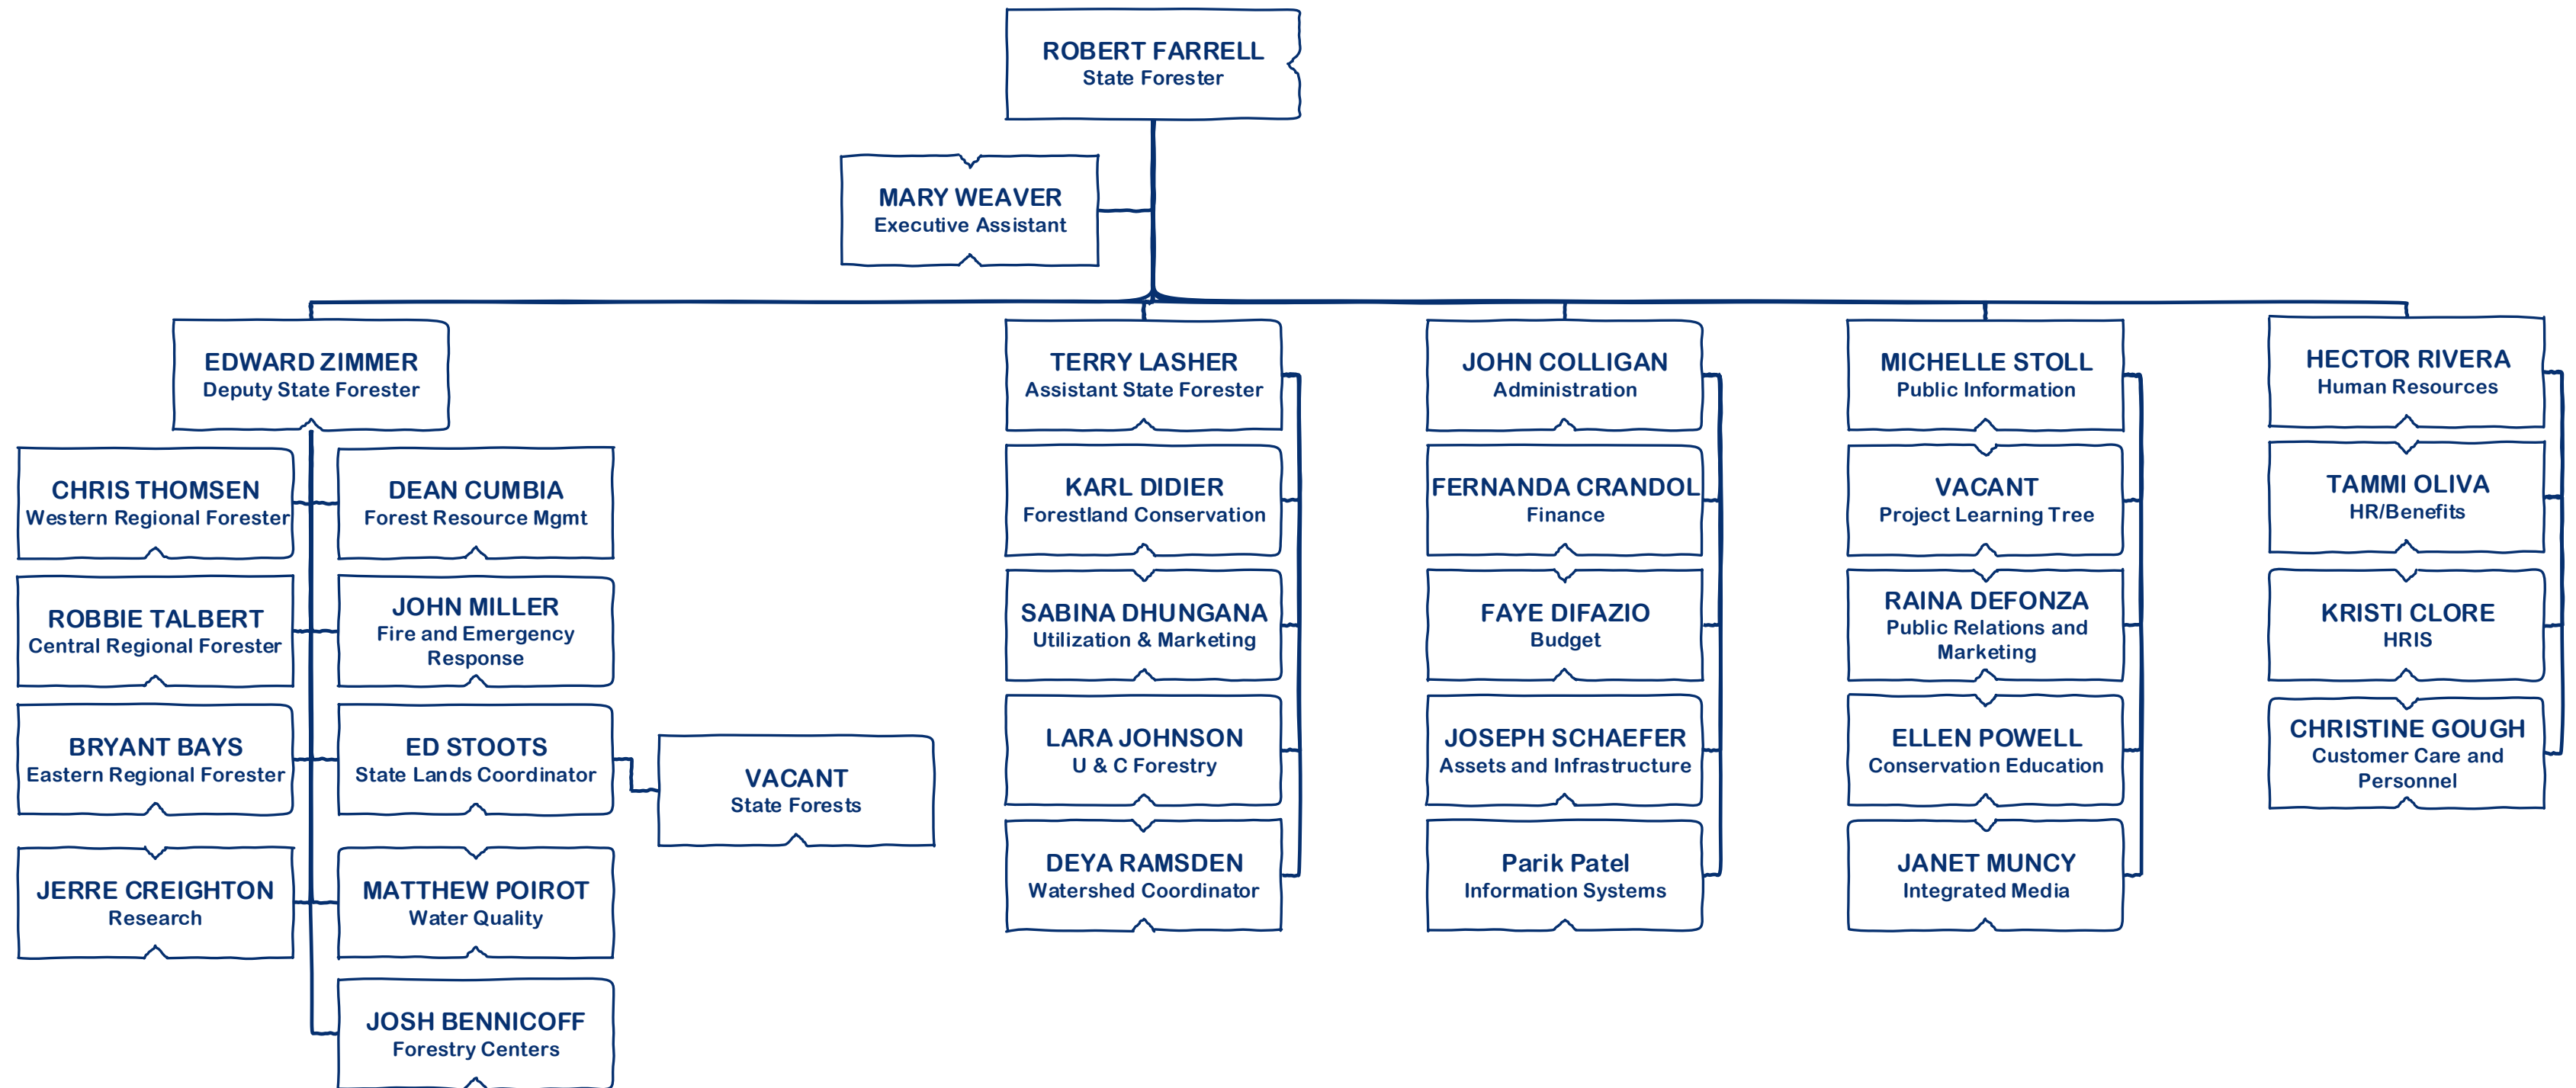 ROBERT FARRELL
State Forester
MARY WEAVER
Executive Assistant
EDWARD ZIMMER
Deputy State Forester
CHRIS THOMSEN
Western Regional Forester
DEAN CUMBIA
Forest Resource Mgmt
ROBBIE TALBERT
Central Regional Forester
JOHN MILLER
Fire and Emergency
Response
BRYANT BAYS
Eastern Regional Forester
ED STOOTS
State Lands Coordinator
VACANT
State Forests
JERRE CREIGHTON
Research
MATTHEW POIROT
Water Quality
JOSH BENNICOFF
Forestry Centers
TERRY LASHER
Assistant State Forester
KARL DIDIER
Forestland Conservation
SABINA DHUNGANA
Utilization & Marketing
LARA JOHNSON
U & C Forestry
DEYA RAMSDEN
Watershed Coordinator
JOHN COLLIGAN
Administration
FERNANDA CRANDOL
Finance
FAYE DIFAZIO
Budget
JOSEPH SCHAEFER
Assets and Infrastructure
Parik Patel
Information Systems
MICHELLE STOLL
Public Information
VACANT
Project Learning Tree
RAINA DEFONZA
Public Relations and
Marketing
ELLEN POWELL
Conservation Education
JANET MUNCY
Integrated Media
HECTOR RIVERA
Human Resources
TAMMI OLIVA
HR/Benefits
KRISTI CLORE
HRIS
CHRISTINE GOUGH
Customer Care and
Personnel